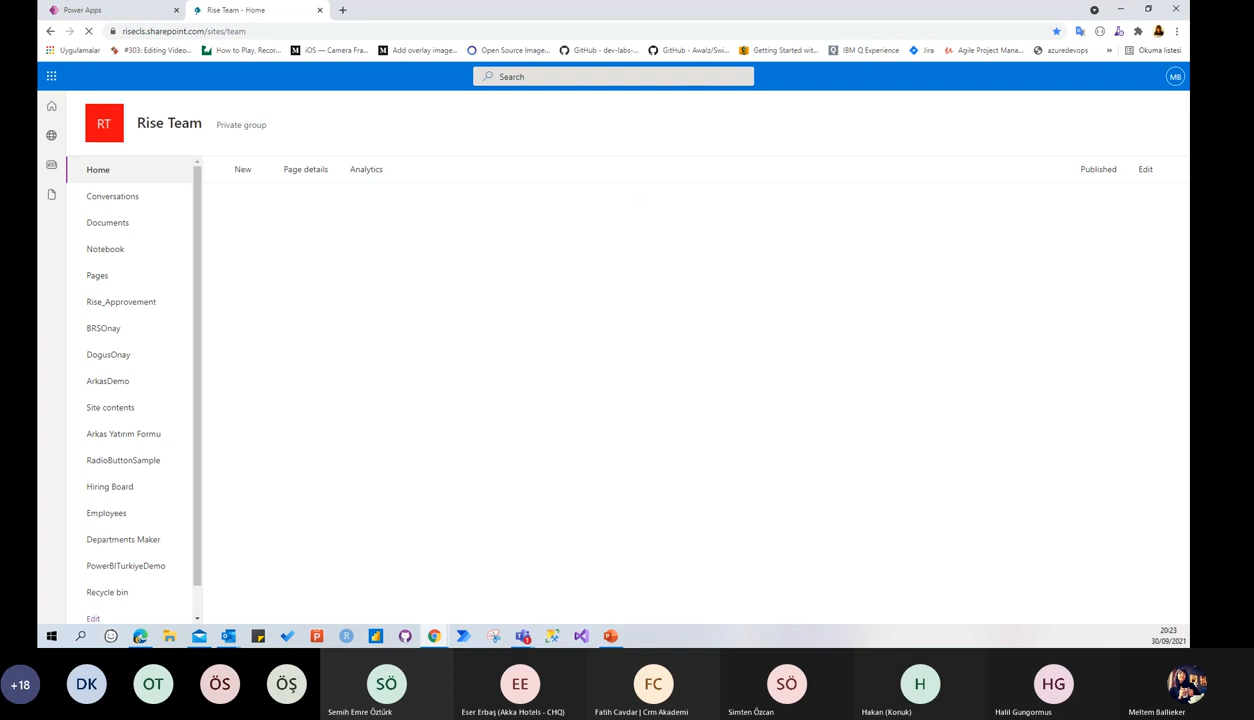 Power Apps
Rise Team - Home
risecls.sharepoint.com/sites/team
Uygulamalar
#303: Editing Video...
How to Play, Recor...
iOS — Camera Fra...
Add overlay image...
Open Source Image...
GitHub - dev-labs-...
GitHub - Awalz/Swi...
Getting Started wit...
IBM Q Experience
Jira
Agile Project Mana...
azuredevops
»
Okuma listesi
Search
MB
RT
Rise Team
Private group
Home
New
Page details
Analytics
Published
Edit
Conversations
Documents
Notebook
Pages
Rise_Approvement
BRSOnay
DogusOnay
ArkasDemo
Site contents
Arkas Yatırım Formu
RadioButtonSample
Hiring Board
Employees
Departments Maker
PowerBITurkiyeDemo
Recycle bin
Edit
20:23
30/09/2021
+18
DK
OT
ÖS
ÖŞ
SÖ
EE
FC
SÖ
H
HG
Semih Emre Öztürk
Eser Erbaş (Akka Hotels - CHQ)
Fatih Cavdar | Crm Akademi
Simten Özcan
Hakan (Konuk)
Halil Gungormus
Meltem Ballieker